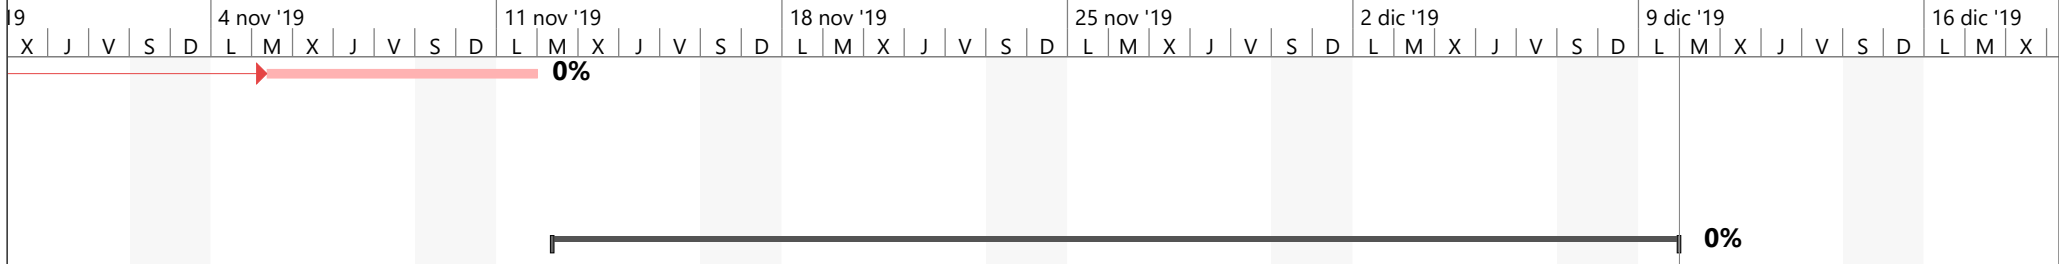 19 4 nov '19 11 nov '19 18 nov '19 25 nov '19 2 dic '19 9 dic '19 16 dic '19
X J V S D L M X J V S D L M X J V S D L M X J V S D L M X J V S D L M X J V S D L M X J V S D L M X
0%
0%